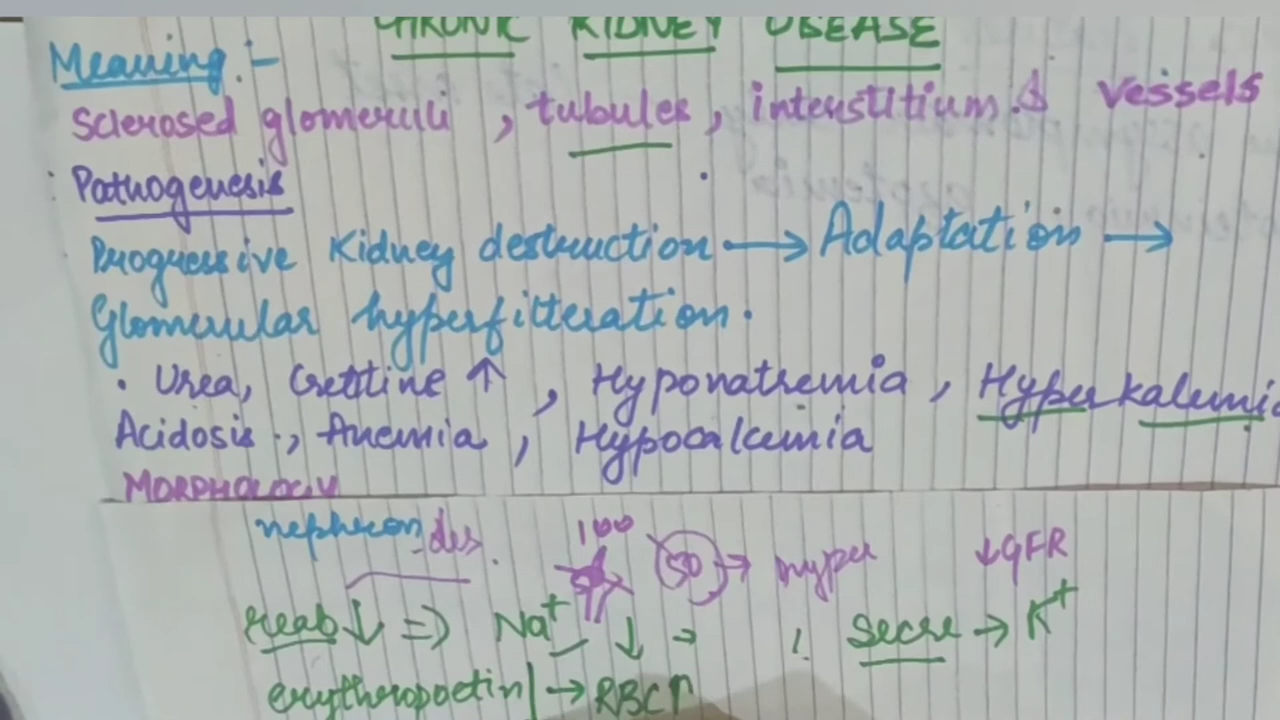 CHRONIC KIDNEY DISEASE
Meaning :-
Sclerosed glomeruli , tubules , interstitium & vessels
Pathogenesis
Progressive Kidney destruction → Adaptation →
Glomerular hyperfilteration.
. Urea, Cretitine ↑ , Hyponatremia , Hyperkalemia
Acidosis , Anemia , Hypocalcemia
MORPHOLOGY
nephron des 100 50 → hyper ↓GFR
reab ↓ => Na+ ↓ → ! Secre → K+
erythropoetin → RBC